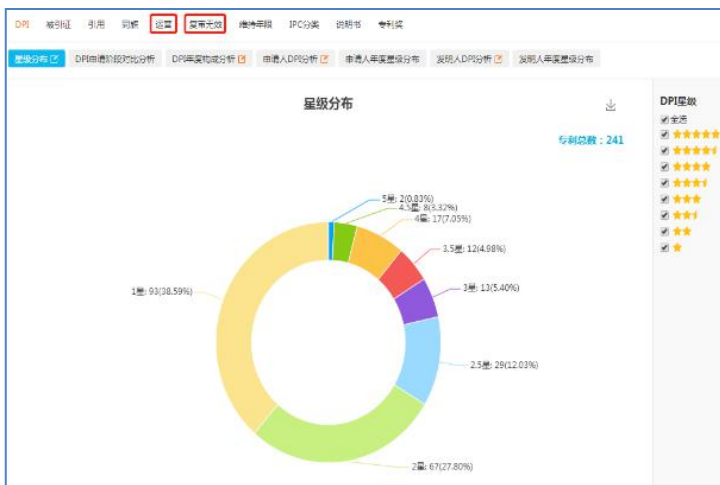 DPI 被引证 引用 同族 运营 复审无效 维持年限 IPC分类 说明书 专利奖
星级分布 DPI申请阶段对比分析 DPI年度构成分析 申请人DPI分析 申请人年度星级分布 发明人DPI分析 发明人年度星级分布
星级分布
专利总数：241
DPI星级
全选
5星: 2(0.83%)
4.5星: 8(3.32%)
4星: 17(7.05%)
3.5星: 12(4.98%)
3星: 13(5.40%)
2.5星: 29(12.03%)
2星: 67(27.80%)
1星: 93(38.59%)